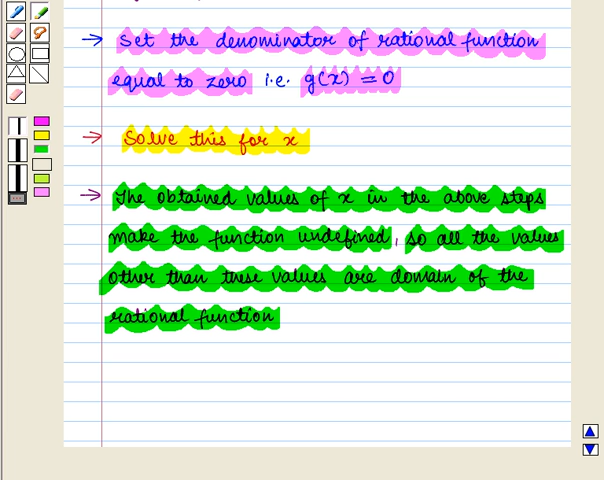 → Set the denominator of rational function
equal to zero i.e. g(x) = 0
→ Solve this for x
→ The obtained values of x in the above steps
make the function undefined, so all the values
other than these values are domain of the
rational function